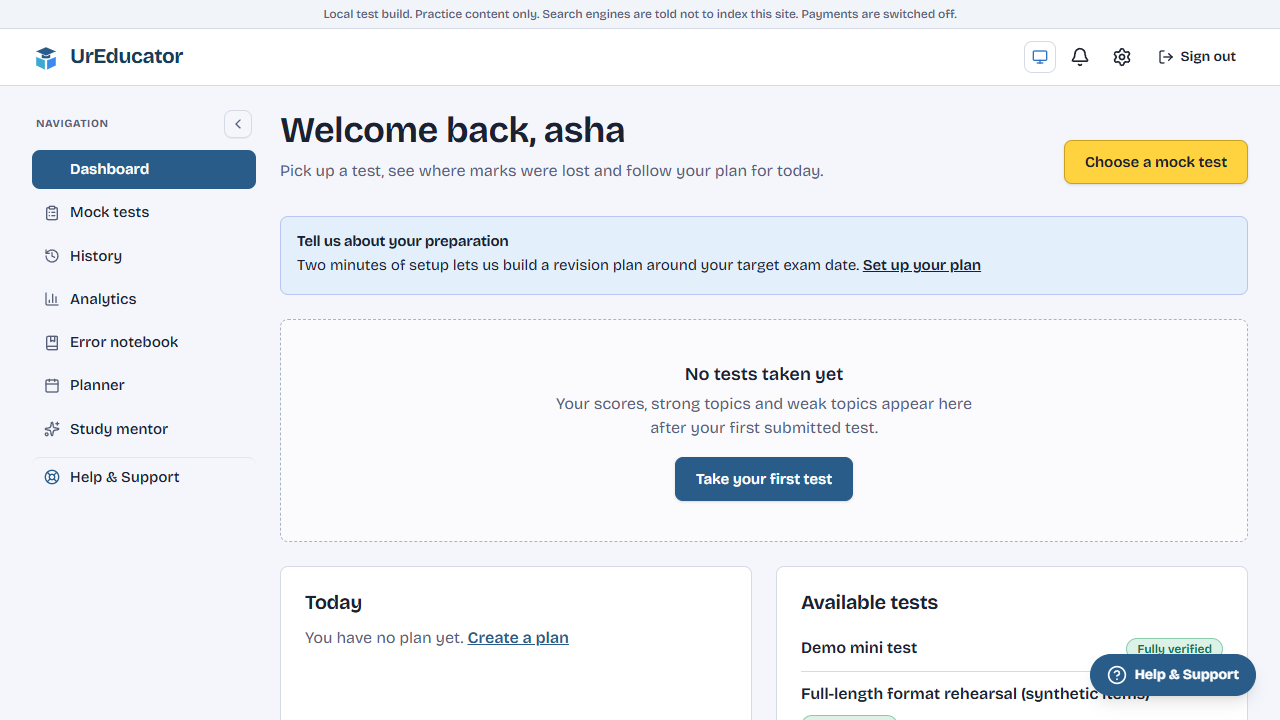 Local test build. Practice content only. Search engines are told not to index this site. Payments are switched off.
UrEducator
Sign out
NAVIGATION
Dashboard
Mock tests
History
Analytics
Error notebook
Planner
Study mentor
Help & Support
Welcome back, asha
Pick up a test, see where marks were lost and follow your plan for today.
Choose a mock test
Tell us about your preparation
Two minutes of setup lets us build a revision plan around your target exam date. Set up your plan
No tests taken yet
Your scores, strong topics and weak topics appear here
after your first submitted test.
Take your first test
Today
You have no plan yet. Create a plan
Available tests
Demo mini test
Fully verified
Full-length format rehearsal (synthetic items)
Help & Support